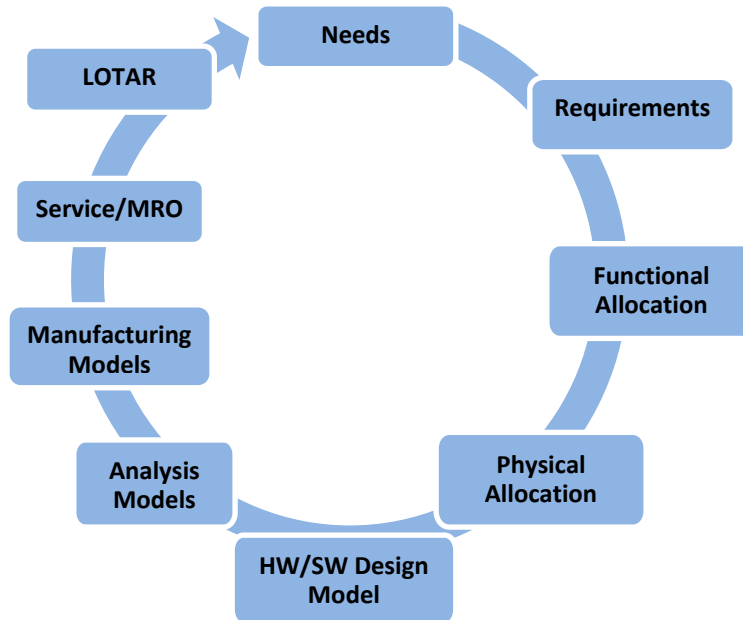 Needs
Requirements
Functional
Allocation
Physical
Allocation
HW/SW Design
Model
Analysis
Models
Manufacturing
Models
Service/MRO
LOTAR